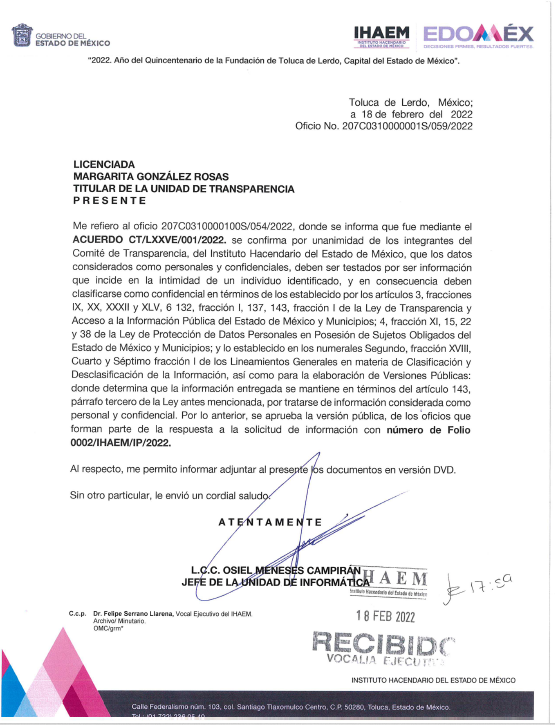 GOBIERNO DEL
ESTADO DE MÉXICO
IHAEM
INSTITUTO HACENDARIO
DEL ESTADO DE MÉXICO
EDOMÉX
DECISIONES FIRMES, RESULTADOS FUERTES.
"2022. Año del Quincentenario de la Fundación de Toluca de Lerdo, Capital del Estado de México".
Toluca de Lerdo, México;
a 18 de febrero del 2022
Oficio No. 207C0310000001S/059/2022
LICENCIADA
MARGARITA GONZÁLEZ ROSAS
TITULAR DE LA UNIDAD DE TRANSPARENCIA
P R E S E N T E
Me refiero al oficio 207C0310000100S/054/2022, donde se informa que fue mediante el
ACUERDO CT/LXXVE/001/2022. se confirma por unanimidad de los integrantes del
Comité de Transparencia, del Instituto Hacendario del Estado de México, que los datos
considerados como personales y confidenciales, deben ser testados por ser información
que incide en la intimidad de un individuo identificado, y en consecuencia deben
clasificarse como confidencial en términos de los establecido por los artículos 3, fracciones
IX, XX, XXXII y XLV, 6 132, fracción I, 137, 143, fracción I de la Ley de Transparencia y
Acceso a la Información Pública del Estado de México y Municipios; 4, fracción XI, 15, 22
y 38 de la Ley de Protección de Datos Personales en Posesión de Sujetos Obligados del
Estado de México y Municipios; y lo establecido en los numerales Segundo, fracción XVIII,
Cuarto y Séptimo fracción I de los Lineamientos Generales en materia de Clasificación y
Desclasificación de la Información, así como para la elaboración de Versiones Públicas:
donde determina que la información entregada se mantiene en términos del artículo 143,
párrafo tercero de la Ley antes mencionada, por tratarse de información considerada como
personal y confidencial. Por lo anterior, se aprueba la versión pública, de los oficios que
forman parte de la respuesta a la solicitud de información con número de Folio
0002/IHAEM/IP/2022.
Al respecto, me permito informar adjuntar al presente los documentos en versión DVD.
Sin otro particular, le envió un cordial saludo.
A T E N T A M E N T E
L.C.C. OSIEL MENESES CAMPIRÁN
JEFE DE LA UNIDAD DE INFORMÁTICA
IHAEM
Instituto Hacendario del Estado de México
17:59
18 FEB 2022
RECIBIDO
VOCALIA EJECUTIVA
C.c.p. Dr. Felipe Serrano Llarena, Vocal Ejecutivo del IHAEM.
Archivo/ Minutario.
OMC/grm*
INSTITUTO HACENDARIO DEL ESTADO DE MÉXICO
Calle Federalismo núm. 103, col. Santiago Tlaxomulco Centro, C.P. 50280, Toluca, Estado de México.